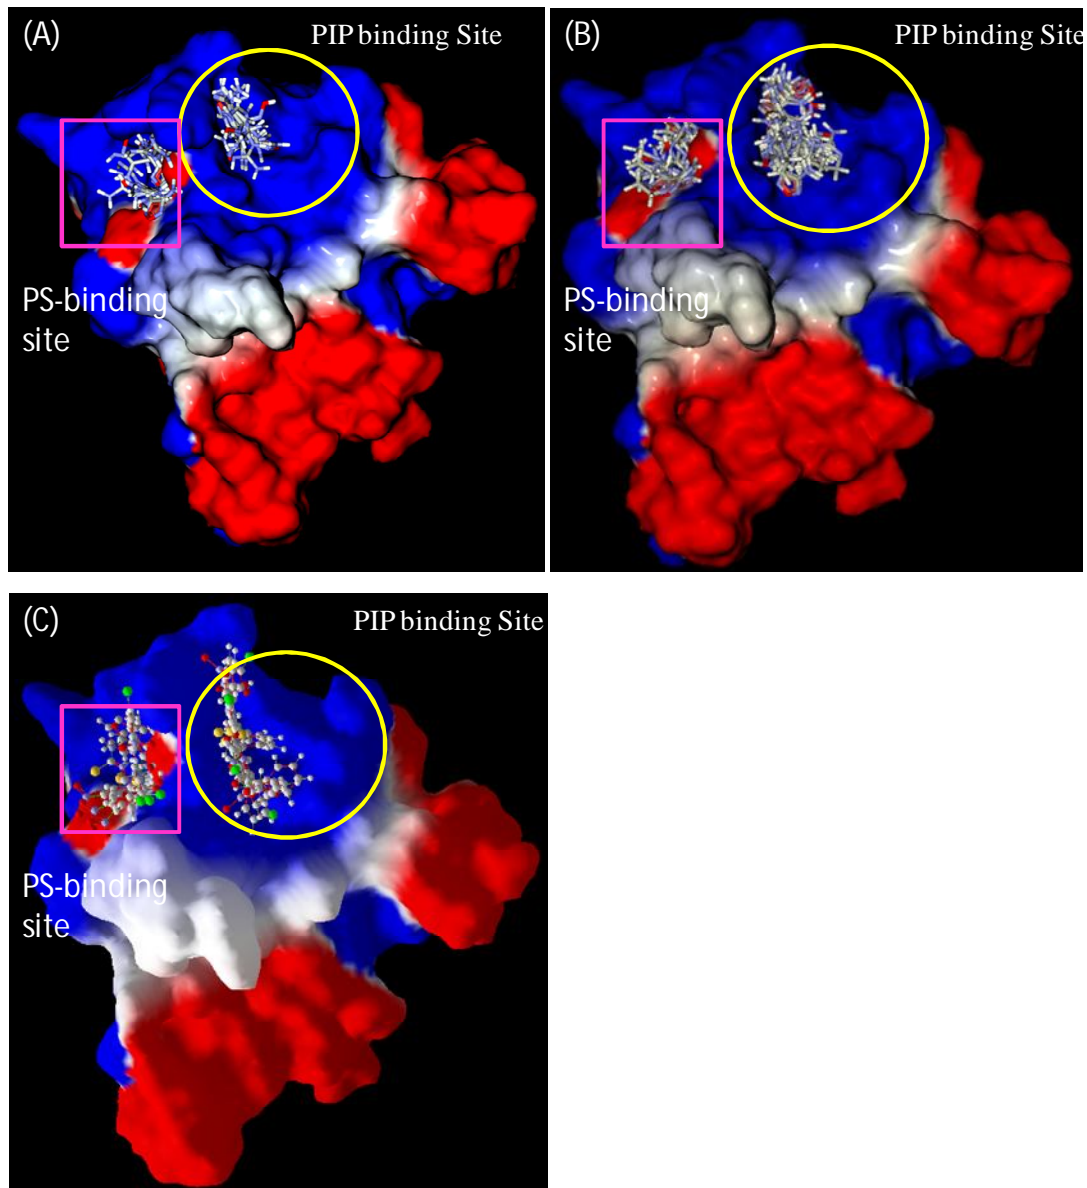 (A)
PIP binding Site
PS-binding
site
(B)
PIP binding Site
PS-binding
site
(C)
PIP binding Site
PS-binding
site